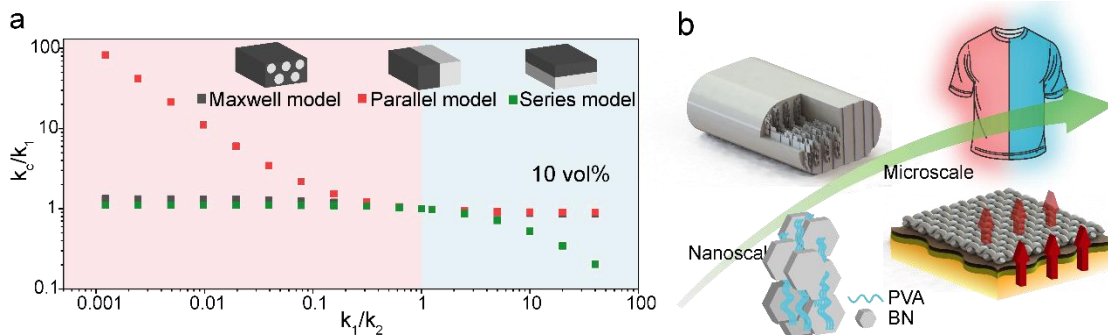 a
100
10
1
0.1
k_c/k_1
Maxwell model Parallel model Series model
10 vol%
0.001 0.01 0.1 1 10 100
k_1/k_2
b
Microscale
Nanoscal
PVA
BN